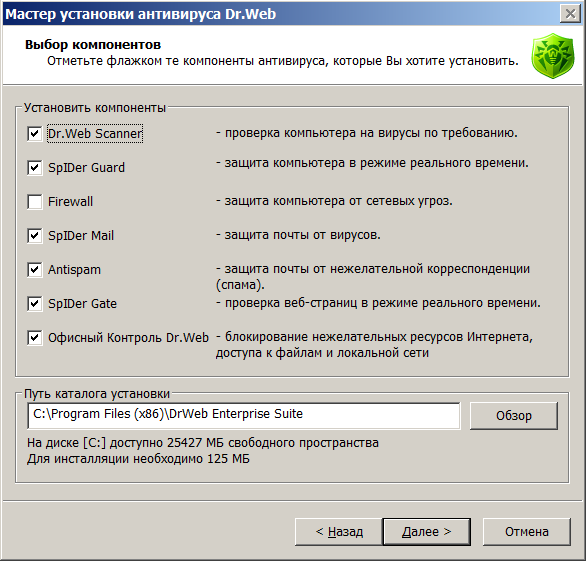 Мастер установки антивируса Dr.Web
Выбор компонентов
Отметьте флажком те компоненты антивируса, которые Вы хотите установить.
Установить компоненты
Dr.Web Scanner - проверка компьютера на вирусы по требованию.
SpIDer Guard - защита компьютера в режиме реального времени.
Firewall - защита компьютера от сетевых угроз.
SpIDer Mail - защита почты от вирусов.
Antispam - защита почты от нежелательной корреспонденции
(спама).
SpIDer Gate - проверка веб-страниц в режиме реального времени.
Офисный Контроль Dr.Web - блокирование нежелательных ресурсов Интернета,
доступа к файлам и локальной сети
Путь каталога установки
C:\Program Files (x86)\DrWeb Enterprise Suite Обзор
На диске [C:] доступно 25427 МБ свободного пространства
Для инсталляции необходимо 125 МБ
< Назад Далее > Отмена